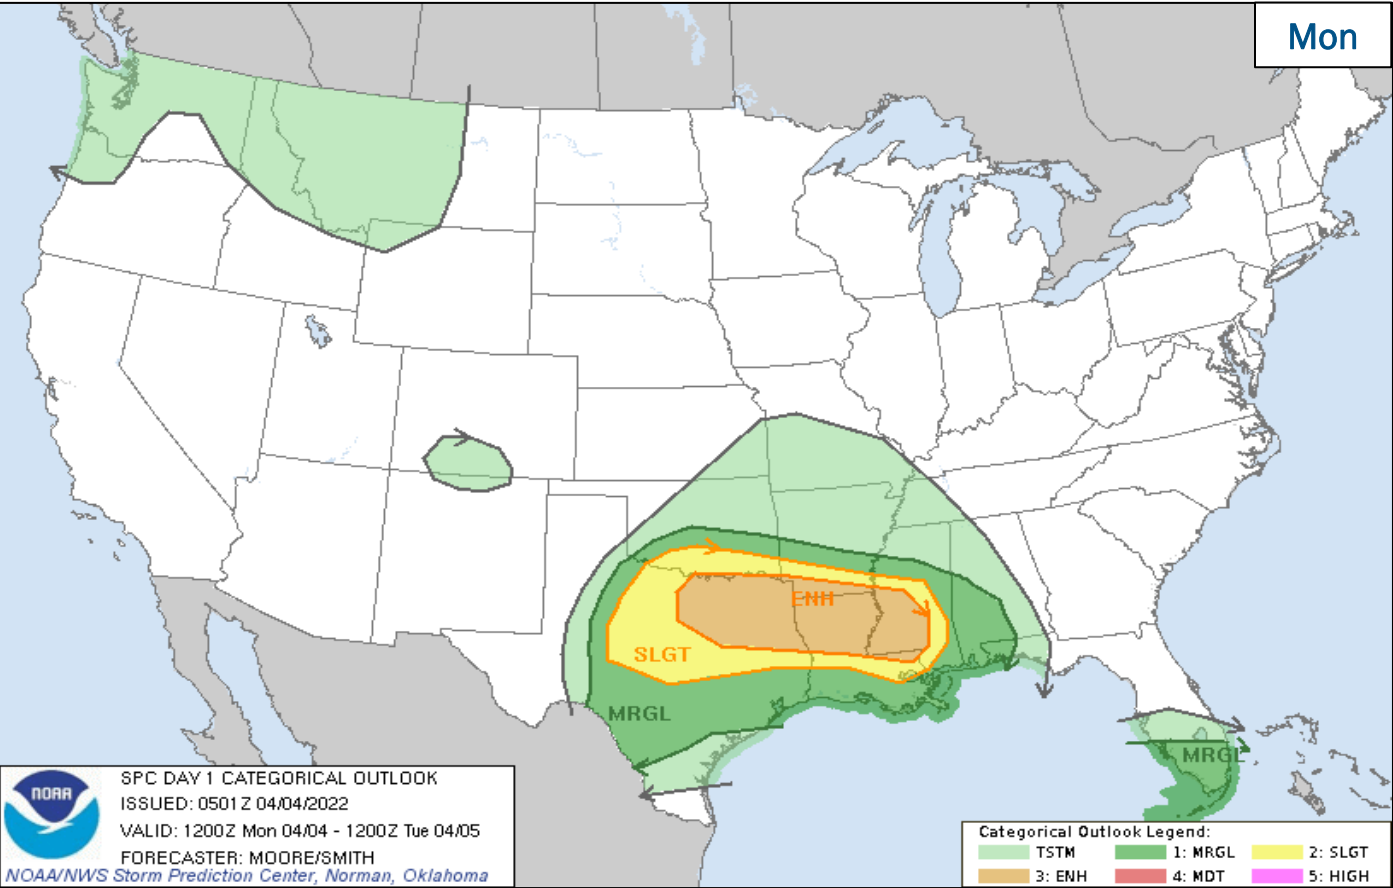 Mon
ENH
SLGT
MRGL
MRGL
NOAA
SPC DAY 1 CATEGORICAL OUTLOOK
ISSUED: 0501Z 04/04/2022
VALID: 1200Z Mon 04/04 - 1200Z Tue 04/05
FORECASTER: MOORE/SMITH
NOAA/NWS Storm Prediction Center, Norman, Oklahoma
Categorical Outlook Legend:
TSTM 1: MRGL 2: SLGT
3: ENH 4: MDT 5: HIGH